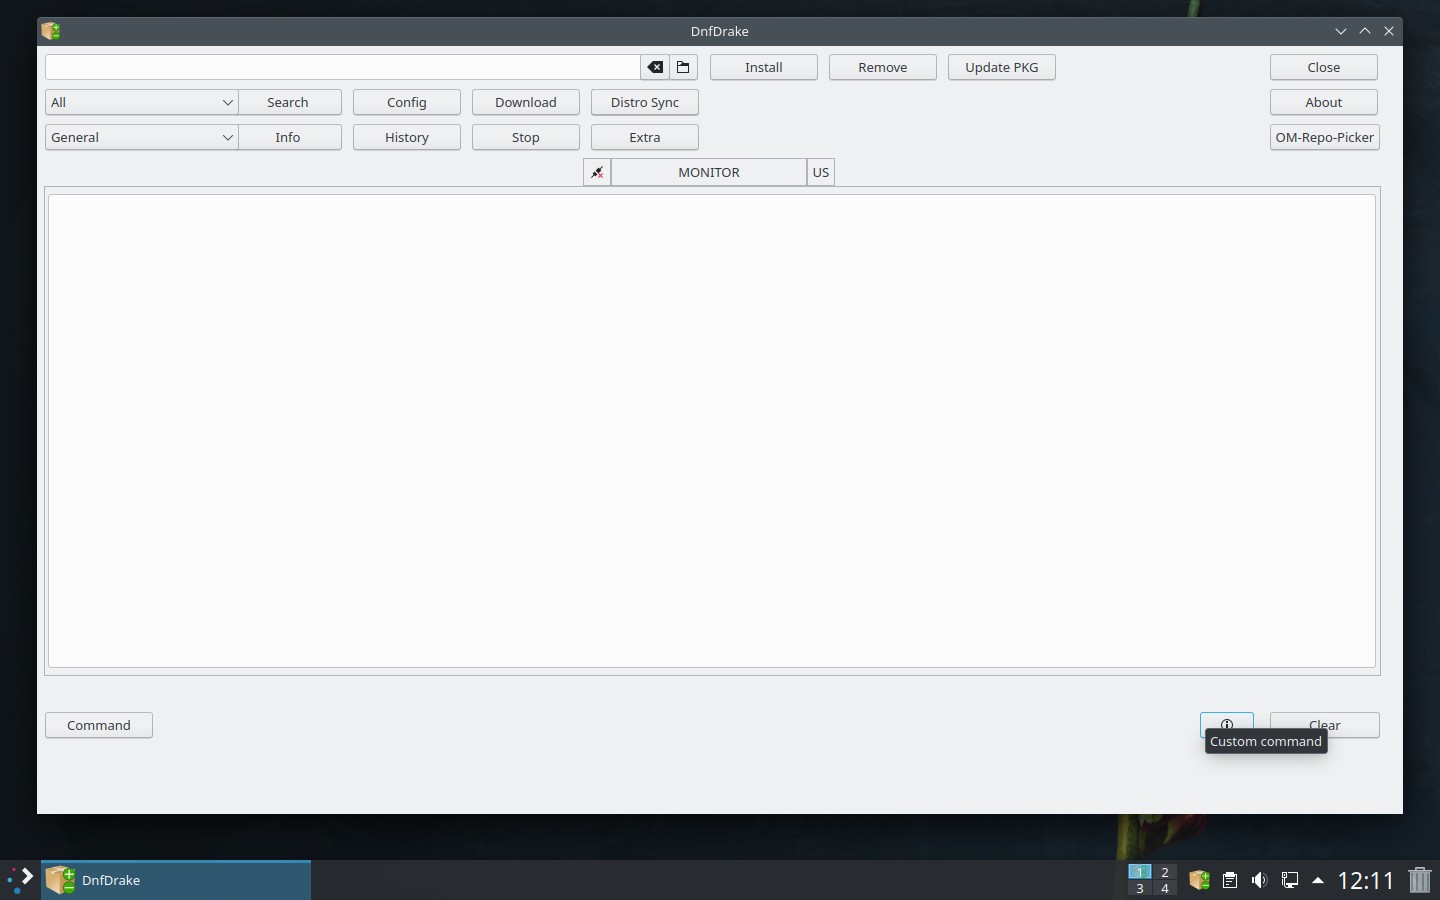 DnfDrake
Install
Remove
Update PKG
Close
All
Search
Config
Download
Distro Sync
About
General
Info
History
Stop
Extra
OM-Repo-Picker
MONITOR
US
Command
Clear
Custom command
DnfDrake
1 2
3 4
12:11